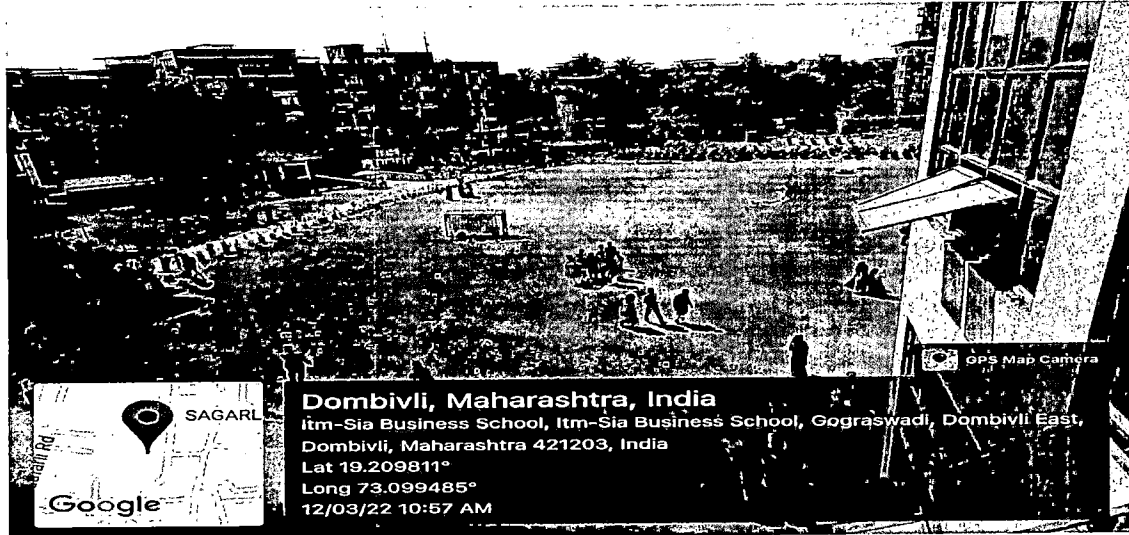 GPS Map Camera
SAGARL
Google
Dombivli, Maharashtra, India
Itm-Sia Business School, Itm-Sia Business School, Gograswadi, Dombivli East,
Dombivli, Maharashtra 421203, India
Lat 19.209811°
Long 73.099485°
12/03/22 10:57 AM